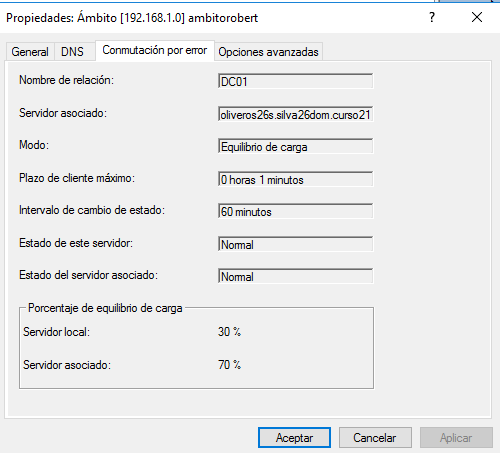 Propiedades: Ámbito [192.168.1.0] ambitorobert
General DNS Conmutación por error Opciones avanzadas
Nombre de relación: DC01
Servidor asociado: oliveros26s.silva26dom.curso21
Modo: Equilibrio de carga
Plazo de cliente máximo: 0 horas 1 minutos
Intervalo de cambio de estado: 60 minutos
Estado de este servidor: Normal
Estado del servidor asociado: Normal
Porcentaje de equilibrio de carga
Servidor local: 30 %
Servidor asociado: 70 %
Aceptar Cancelar Aplicar